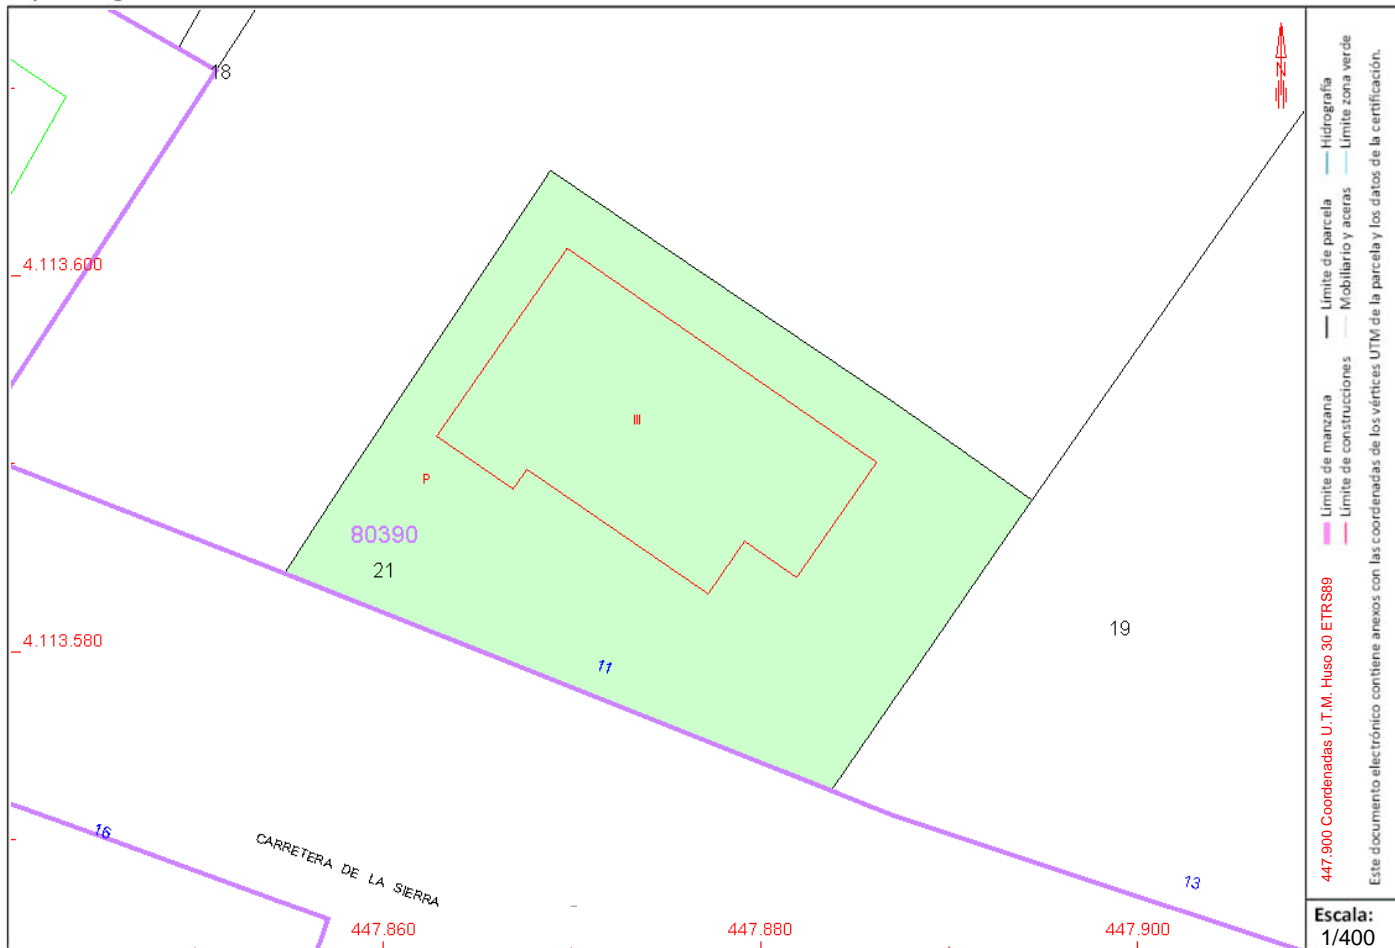 18
4.113.600
III
P
80390
21
4.113.580
11
19
16
CARRETERA DE LA SIERRA
13
447.860
447.880
447.900
N
Hidrografía
Límite zona verde
Límite de parcela
Mobiliario y aceras
Límite de manzana
Límite de construcciones
447.900 Coordenadas U.T.M. Huso 30 ETRS89
Este documento electrónico contiene anexos con las coordenadas de los vértices UTM de la parcela y los datos de la certificación.
Escala:
1/400